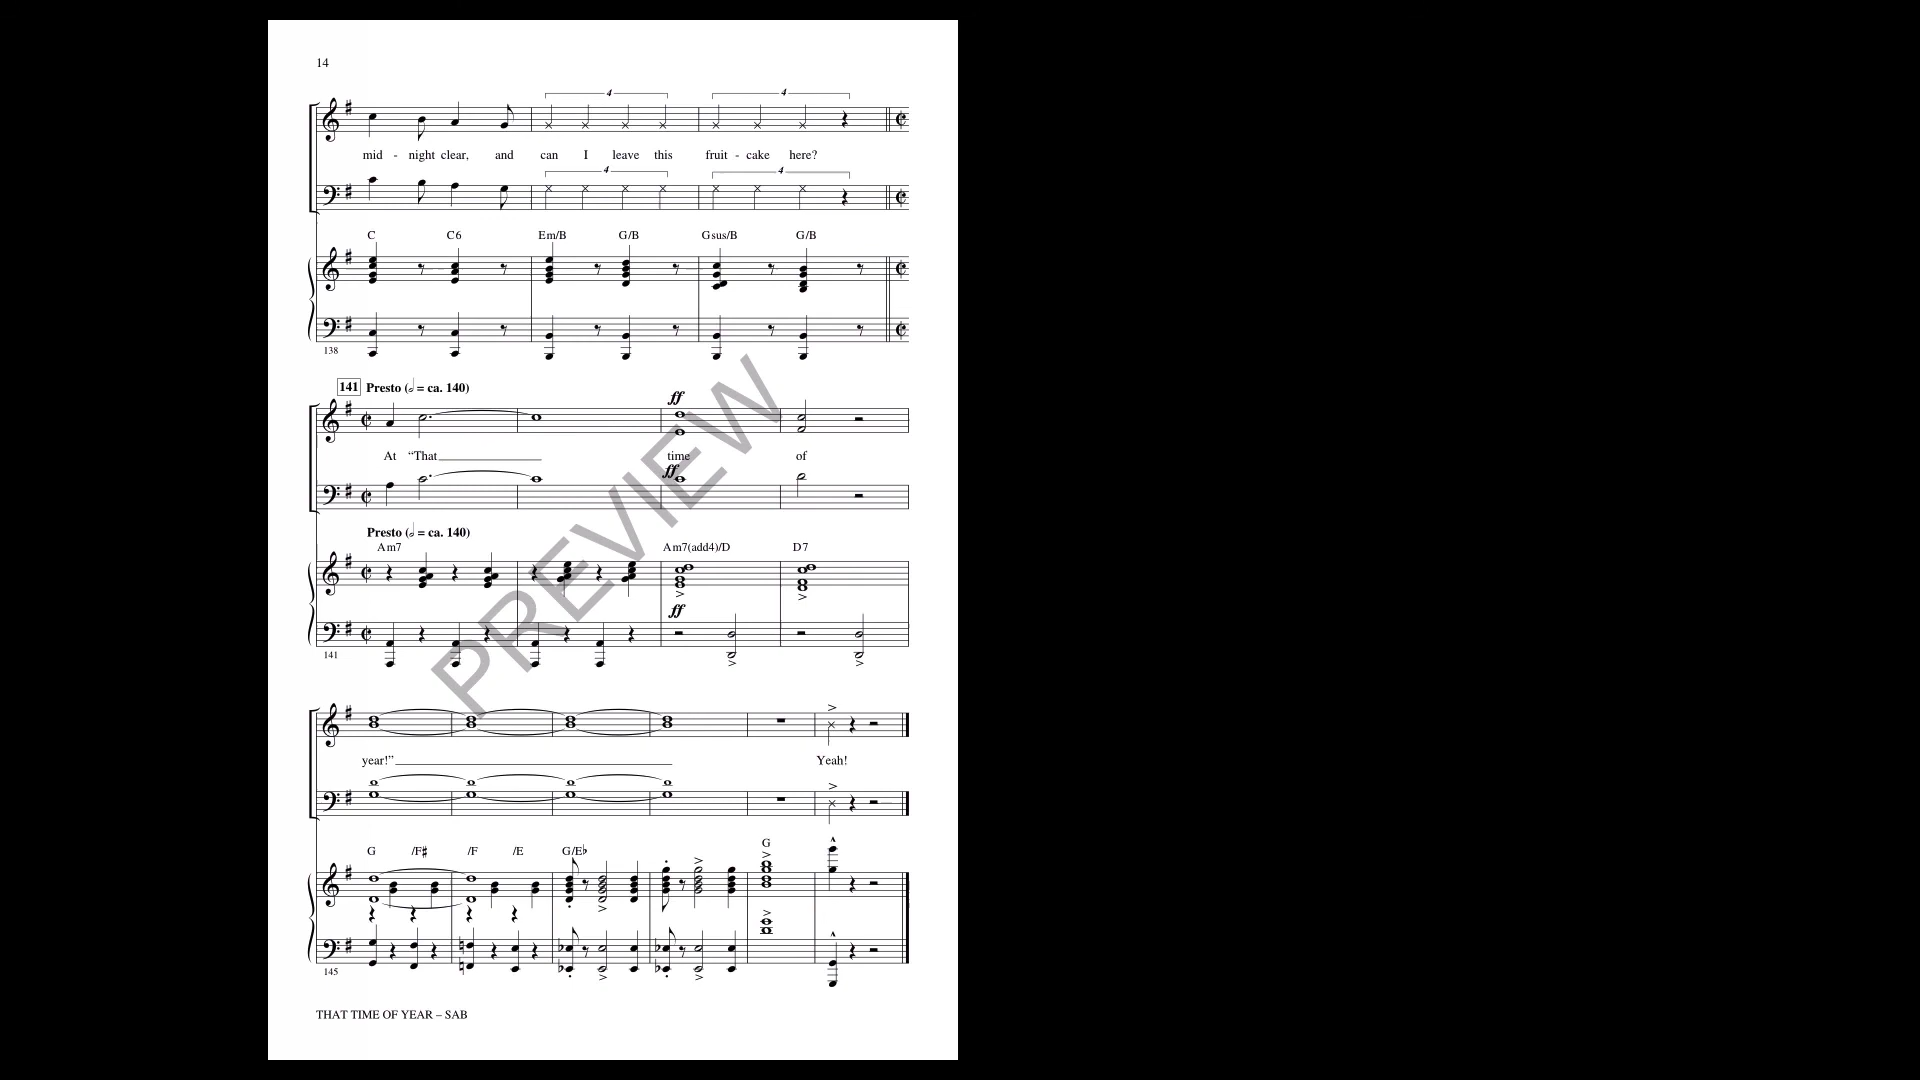 14
4 4
mid - night clear, and can I leave this fruit - cake here?
4 4
C C6 Em/B G/B Gsus/B G/B
138
141 Presto (𝅗𝅥 = ca. 140)
ff
At “That time of
ff
Presto (𝅗𝅥 = ca. 140)
Am7 Am7(add4)/D D7
ff
141
PREVIEW
year!” Yeah!
G /F♯ /F /E G/E♭ G
145
THAT TIME OF YEAR – SAB